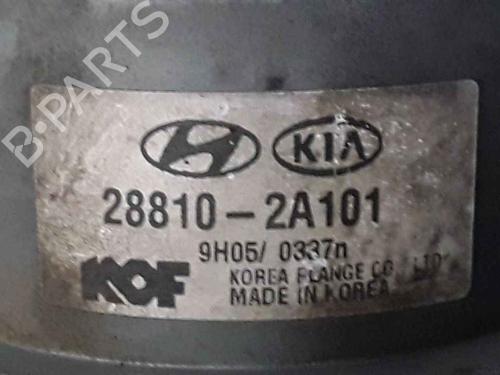 B-PARTS
KIA
28810-2A101
9H05/ 0337n
KOF
KOREA FLANGE CO., LTD
MADE IN KOREA